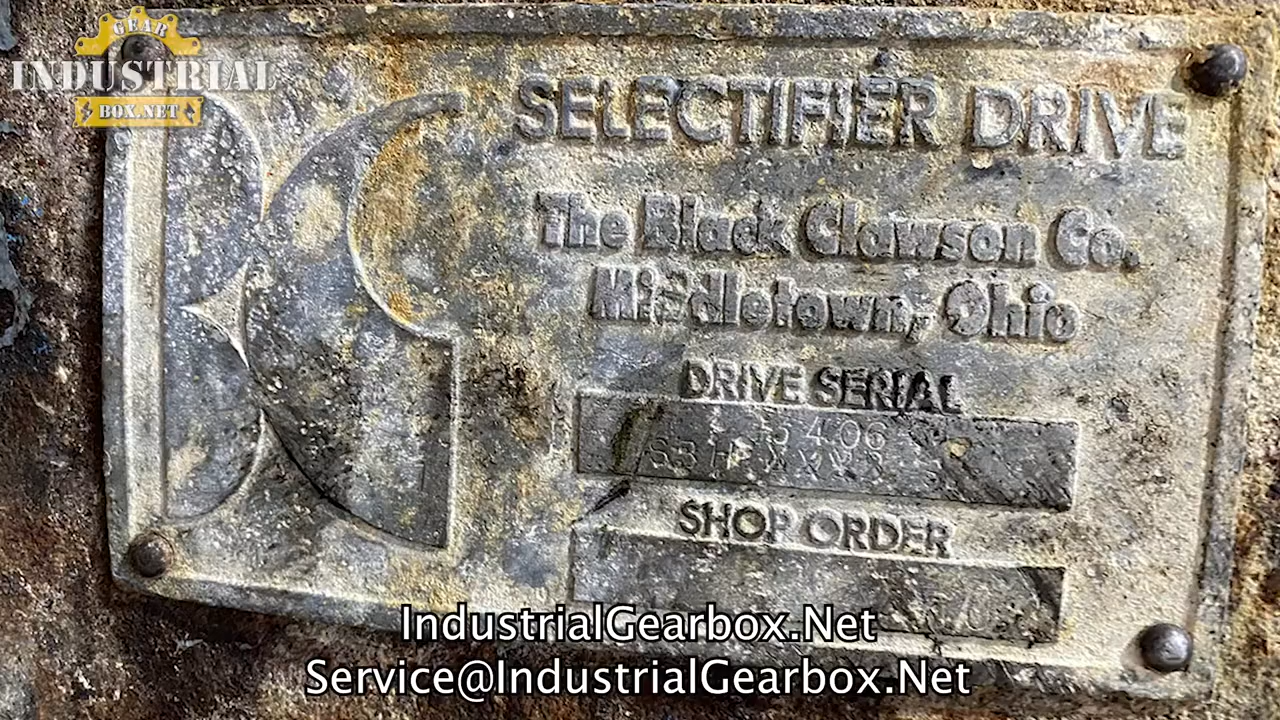 GEAR
INDUSTRIAL
BOX.NET
SELECTIFIER DRIVE
The Black Clawson Co.
Middletown, Ohio
DRIVE SERIAL
SHOP ORDER
IndustrialGearbox.Net
Service@IndustrialGearbox.Net